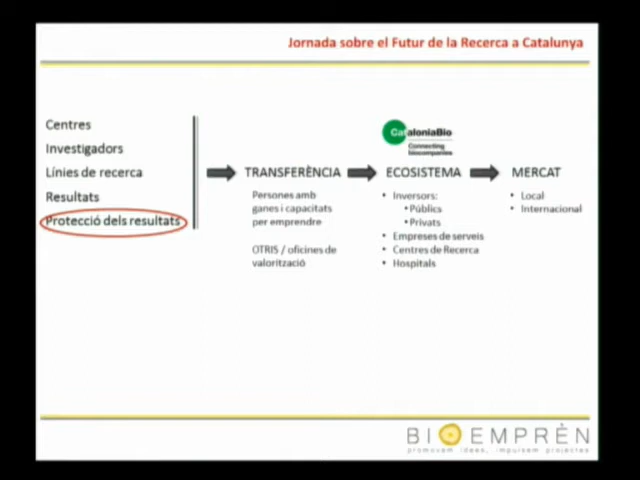 Jornada sobre el Futur de la Recerca a Catalunya
Centres
Investigadors
Línies de recerca
Resultats
Protecció dels resultats
TRANSFERÈNCIA
Persones amb
ganes i capacitats
per emprendre
OTRIS / oficines de
valorització
CataloniaBio
Connecting
biocompanies
ECOSISTEMA
• Inversors:
• Públics
• Privats
• Empreses de serveis
• Centres de Recerca
• Hospitals
MERCAT
• Local
• Internacional
BIOEMPRÈN
promovem idees, impulsem projectes